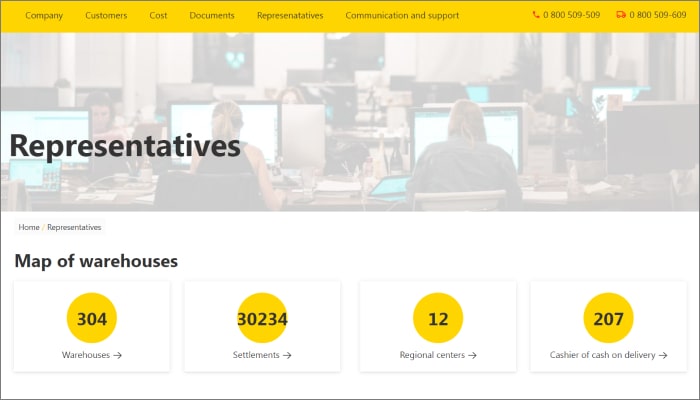 Company Customers Cost Documents Represenatatives Communication and support 0 800 509-509 0 800 509-609
Representatives
Home / Representatives
Map of warehouses
304 30234 12 207
Warehouses → Settlements → Regional centers → Cashier of cash on delivery →